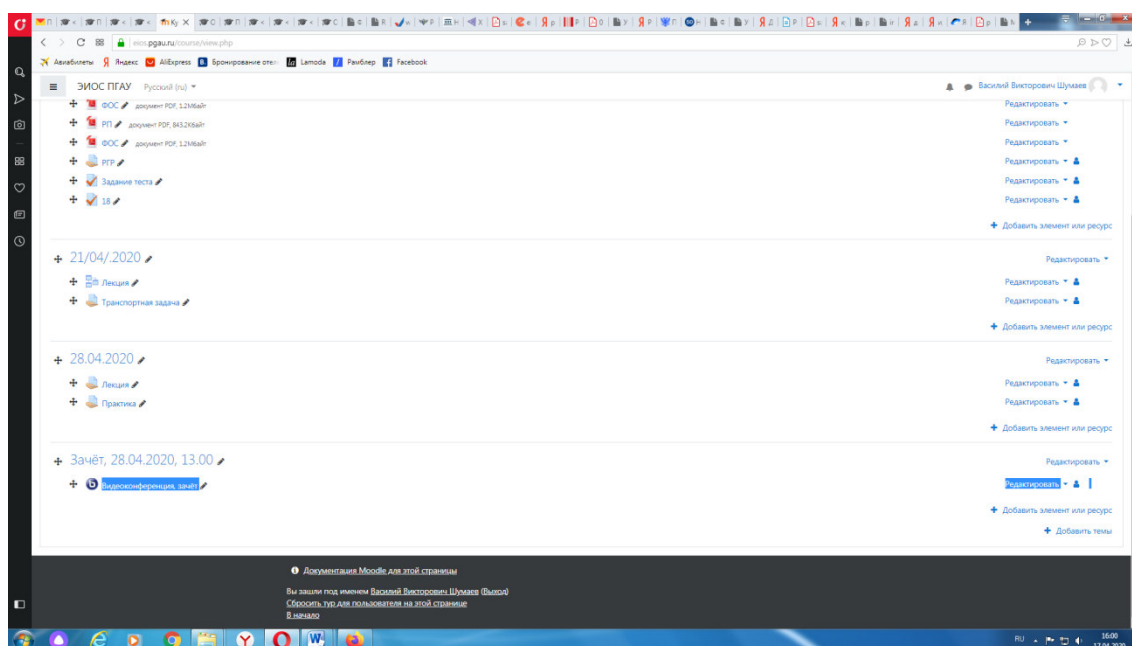 eios.pgau.ru/course/view.php
Авиабилеты Яндекс AliExpress Бронирование отел Lamoda Рамблер Facebook
ЭИОС ПГАУ Русский (ru) Василий Викторович Шумаев
ФОС документ PDF, 1.2Мбайт Редактировать
РП документ PDF, 843.2Кбайт Редактировать
ФОС документ PDF, 1.2Мбайт Редактировать
РГР Редактировать
Задание теста Редактировать
18 Редактировать
Добавить элемент или ресурс
21/04/.2020 Редактировать
Лекция Редактировать
Транспортная задача Редактировать
Добавить элемент или ресурс
28.04.2020 Редактировать
Лекция Редактировать
Практика Редактировать
Добавить элемент или ресурс
Зачёт, 28.04.2020, 13.00 Редактировать
Видеоконференция, зачёт Редактировать
Добавить элемент или ресурс
Добавить темы
Документация Moodle для этой страницы
Вы зашли под именем Василий Викторович Шумаев (Выход)
Сбросить тур для пользователя на этой странице
В начало
RU 16:00
17.04.2020